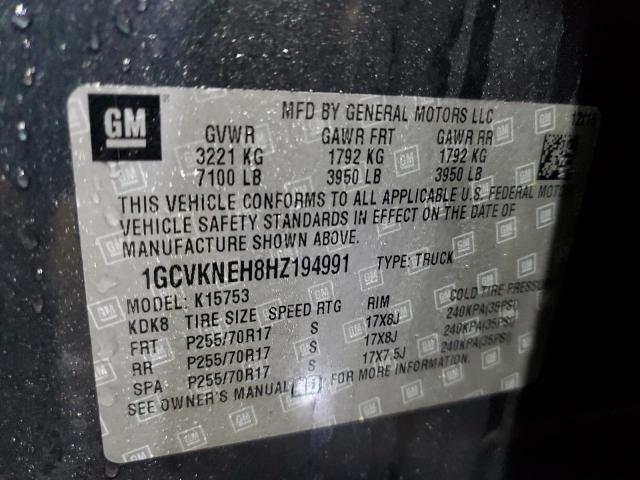 GM
MFD BY GENERAL MOTORS LLC
GVWR GAWR FRT GAWR RR
3221 KG 1792 KG 1792 KG
7100 LB 3950 LB 3950 LB
THIS VEHICLE CONFORMS TO ALL APPLICABLE U.S. FEDERAL
VEHICLE SAFETY STANDARDS IN EFFECT ON THE DATE OF
MANUFACTURE SHOWN ABOVE.
1GCVKNEH8HZ194991 TYPE: TRUCK
MODEL: K15753
KDK8 TIRE SIZE SPEED RTG RIM COLD TIRE PRESSURE
FRT P255/70R17 S 17X8J 240KPA(35PSI)
RR P255/70R17 S 17X8J 240KPA(35PSI)
SPA P255/70R17 S 17X7.5J 240KPA(35PSI)
SEE OWNER'S MANUAL FOR MORE INFORMATION.